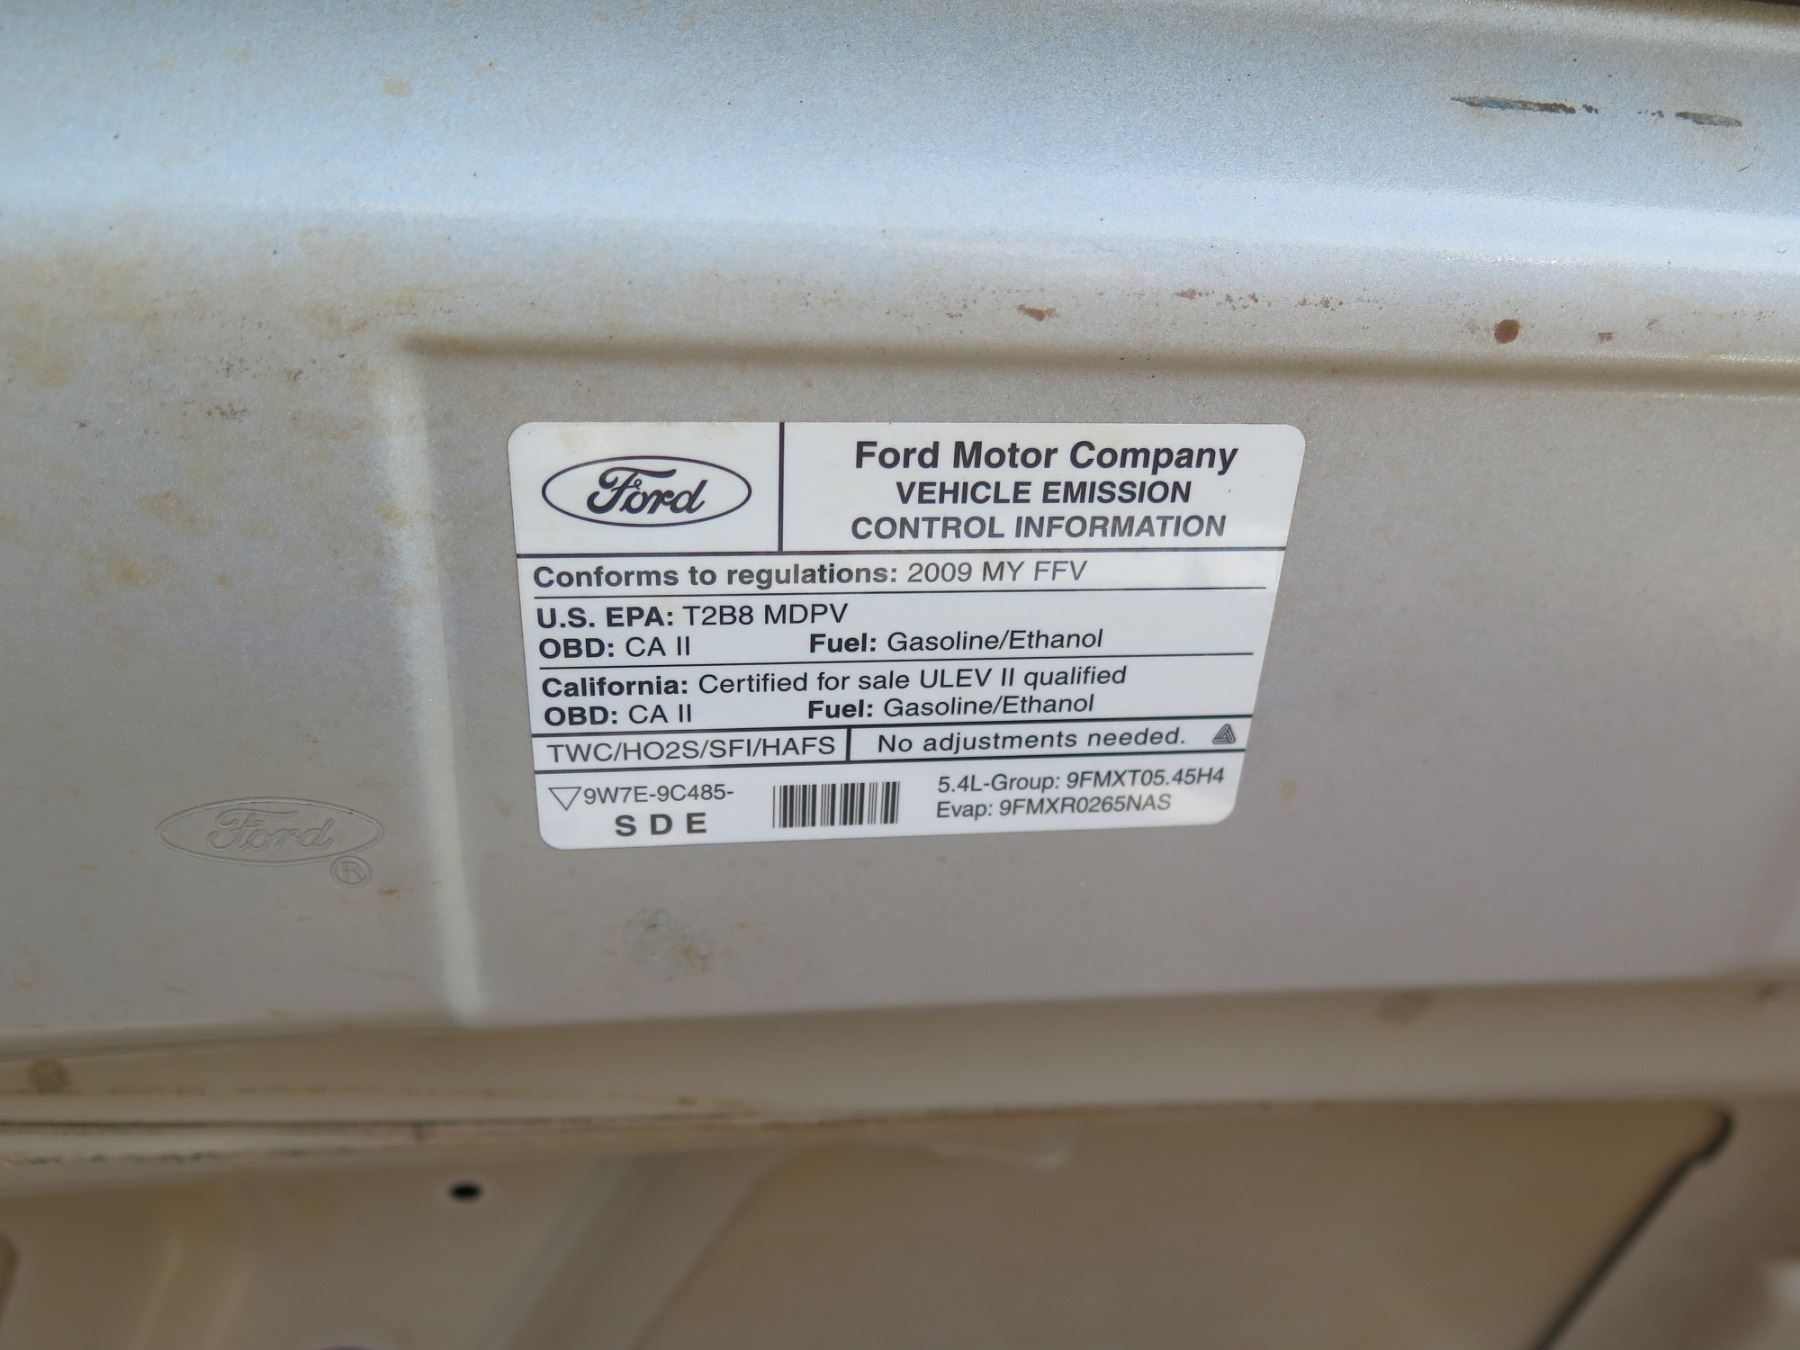 Ford
Ford Motor Company
VEHICLE EMISSION
CONTROL INFORMATION
Conforms to regulations: 2009 MY FFV
U.S. EPA: T2B8 MDPV
OBD: CA II Fuel: Gasoline/Ethanol
California: Certified for sale ULEV II qualified
OBD: CA II Fuel: Gasoline/Ethanol
TWC/HO2S/SFI/HAFS No adjustments needed.
9W7E-9C485-
SDE
5.4L-Group: 9FMXT05.45H4
Evap: 9FMXR0265NAS
Ford
®